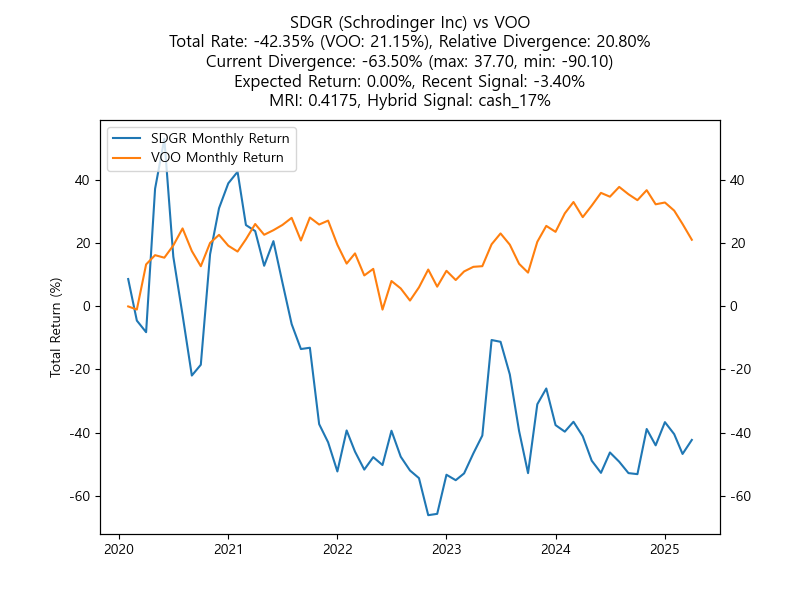 SDGR (Schrodinger Inc) vs VOO
Total Rate: -42.35% (VOO: 21.15%), Relative Divergence: 20.80%
Current Divergence: -63.50% (max: 37.70, min: -90.10)
Expected Return: 0.00%, Recent Signal: -3.40%
MRI: 0.4175, Hybrid Signal: cash_17%
SDGR Monthly Return
VOO Monthly Return
Total Return (%)
40
20
0
-20
-40
-60
40
20
0
-20
-40
-60
2020 2021 2022 2023 2024 2025